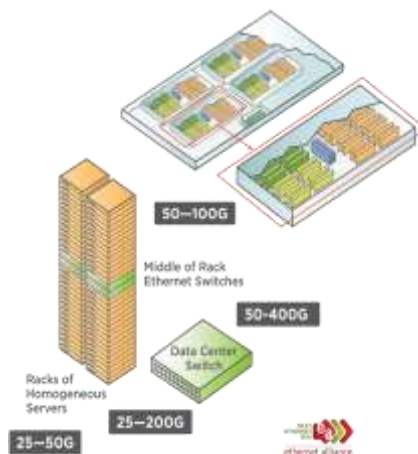 50—100G
Middle of Rack
Ethernet Switches
50-400G
Data Center
Switch
Racks of
Homogeneous
Servers
25—200G
25—50G
ethernet alliance